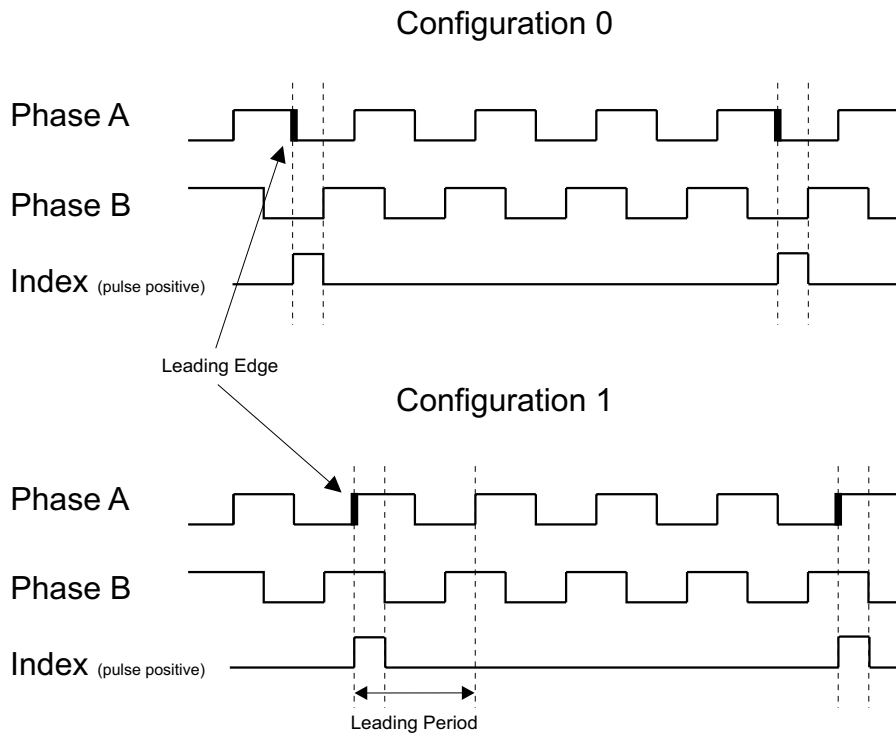 Configuration 0
Phase A
Phase B
Index (pulse positive)
Leading Edge
Configuration 1
Phase A
Phase B
Index (pulse positive)
Leading Period